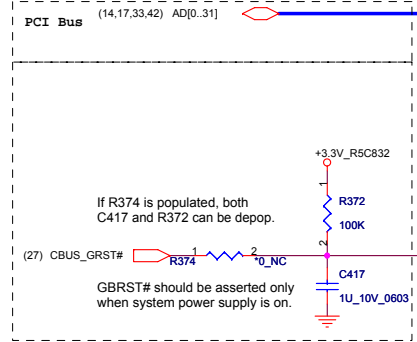 (14,17,33,42) AD[0..31]
PCI Bus
+3.3V_R5C832
1
If R374 is populated, both
C417 and R372 can be depop.
R372
100K
2
(27) CBUS_GRST#
R374
1
2
*0_NC
GBRST# should be asserted only
when system power supply is on.
C417
1U_10V_0603